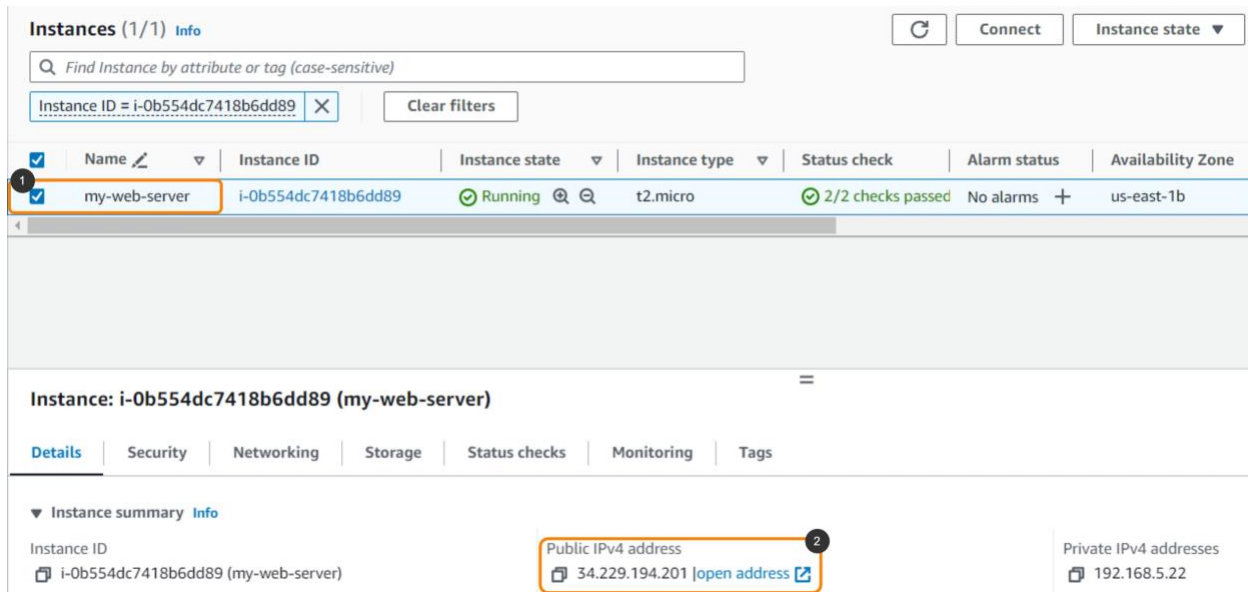 Instances (1/1) Info
Connect
Instance state
Find Instance by attribute or tag (case-sensitive)
Instance ID = i-0b554dc7418b6dd89
Clear filters
Name Instance ID Instance state Instance type Status check Alarm status Availability Zone
1
my-web-server i-0b554dc7418b6dd89 Running t2.micro 2/2 checks passed No alarms + us-east-1b
Instance: i-0b554dc7418b6dd89 (my-web-server)
Details Security Networking Storage Status checks Monitoring Tags
Instance summary Info
2
Instance ID Public IPv4 address Private IPv4 addresses
i-0b554dc7418b6dd89 (my-web-server) 34.229.194.201 |open address 192.168.5.22